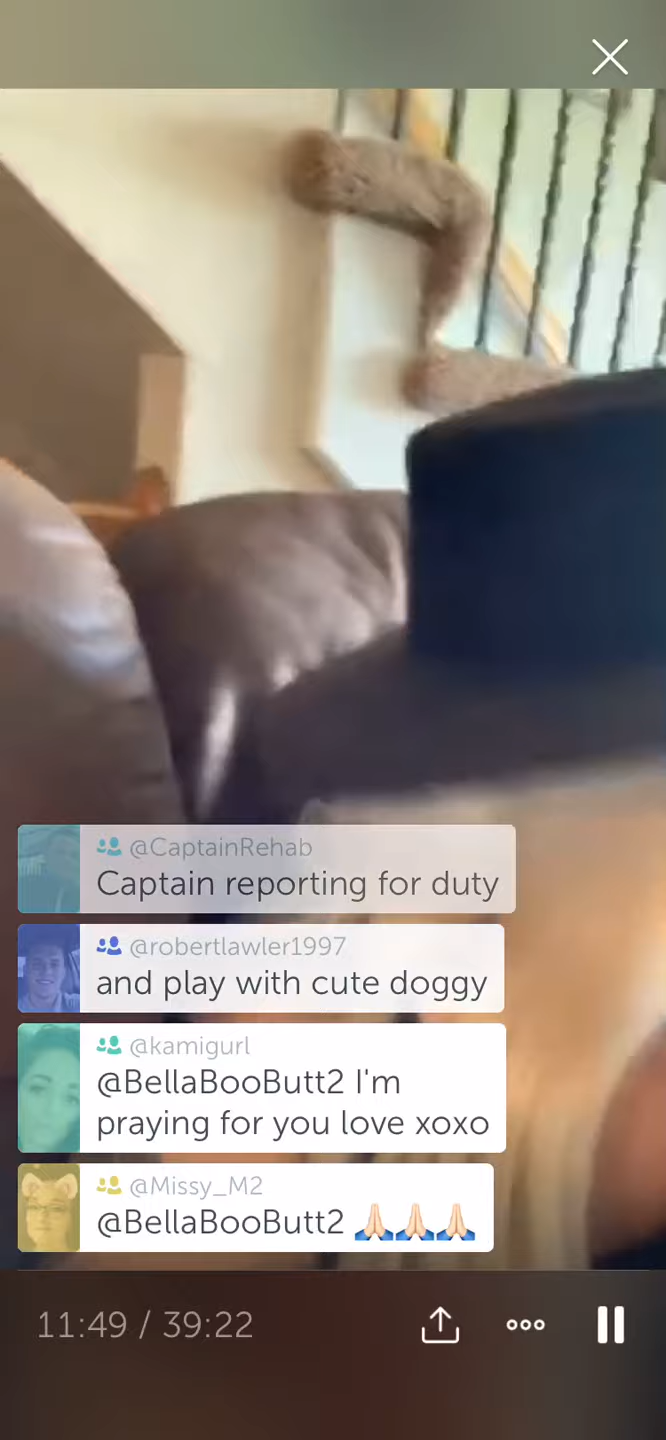 @CaptainRehab
Captain reporting for duty
@robertlawler1997
and play with cute doggy
@kamigurl
@BellaBooButt2 I'm
praying for you love xoxo
@Missy_M2
@BellaBooButt2 🙏🏻🙏🏻🙏🏻
11:49 / 39:22